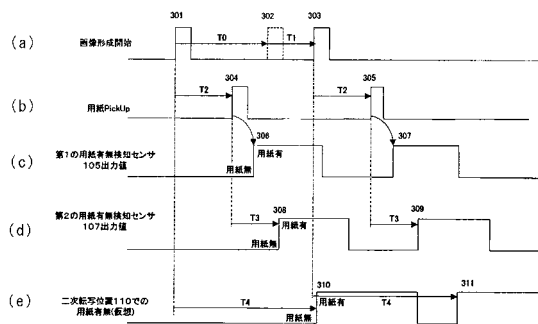 301
302
303
(a)
画像形成開始
T0
T1
304
305
T2
T2
(b)
用紙PickUp
306
307
(c)
第1の用紙有無検知センサ
105出力値
用紙有
用紙無
308
309
T3
T3
(d)
第2の用紙有無検知センサ
107出力値
用紙有
用紙無
310
311
(e)
二次転写位置110での
用紙有無(仮想)
用紙有
T4
T4
用紙無